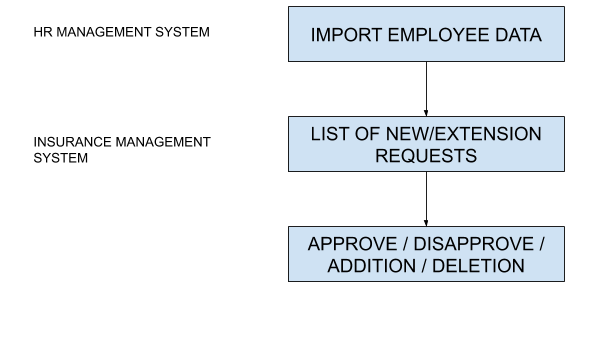 HR MANAGEMENT SYSTEM
IMPORT EMPLOYEE DATA
INSURANCE MANAGEMENT
SYSTEM
LIST OF NEW/EXTENSION
REQUESTS
APPROVE / DISAPPROVE /
ADDITION / DELETION